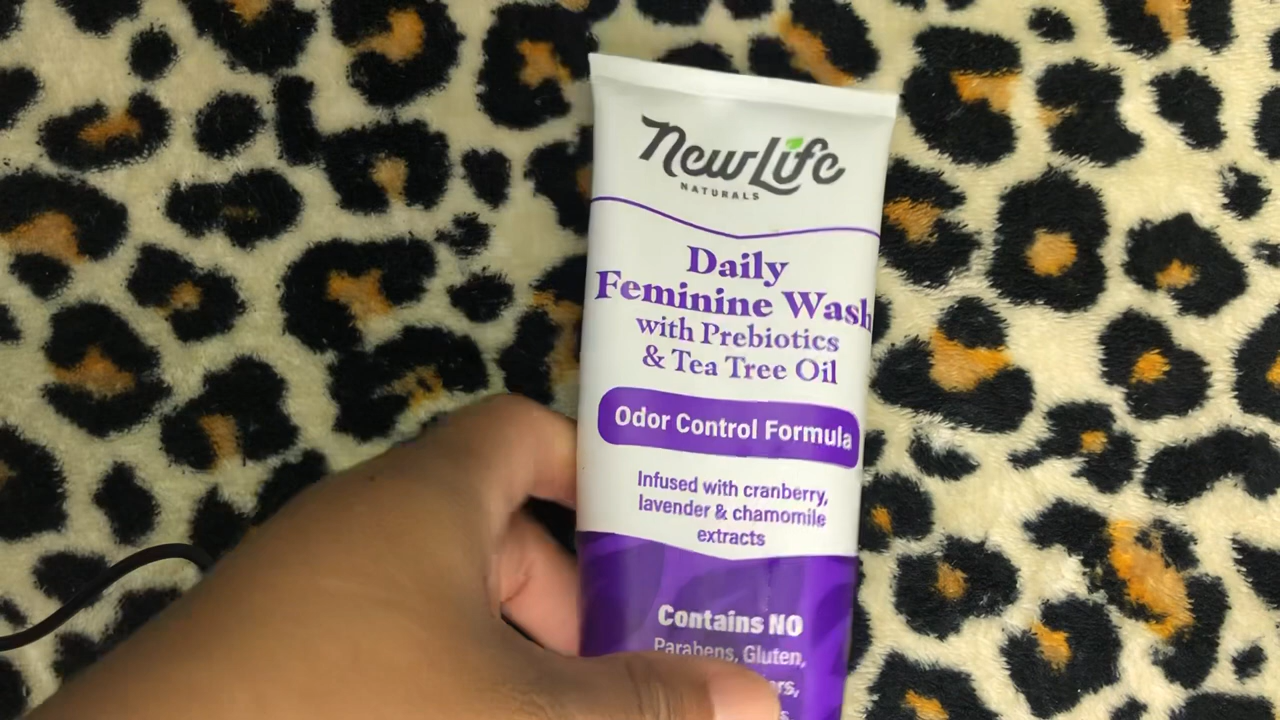 NewLife
NATURALS
Daily
Feminine Wash
with Prebiotics
& Tea Tree Oil
Odor Control Formula
Infused with cranberry,
lavender & chamomile
extracts
Contains NO
Parabens, Gluten,